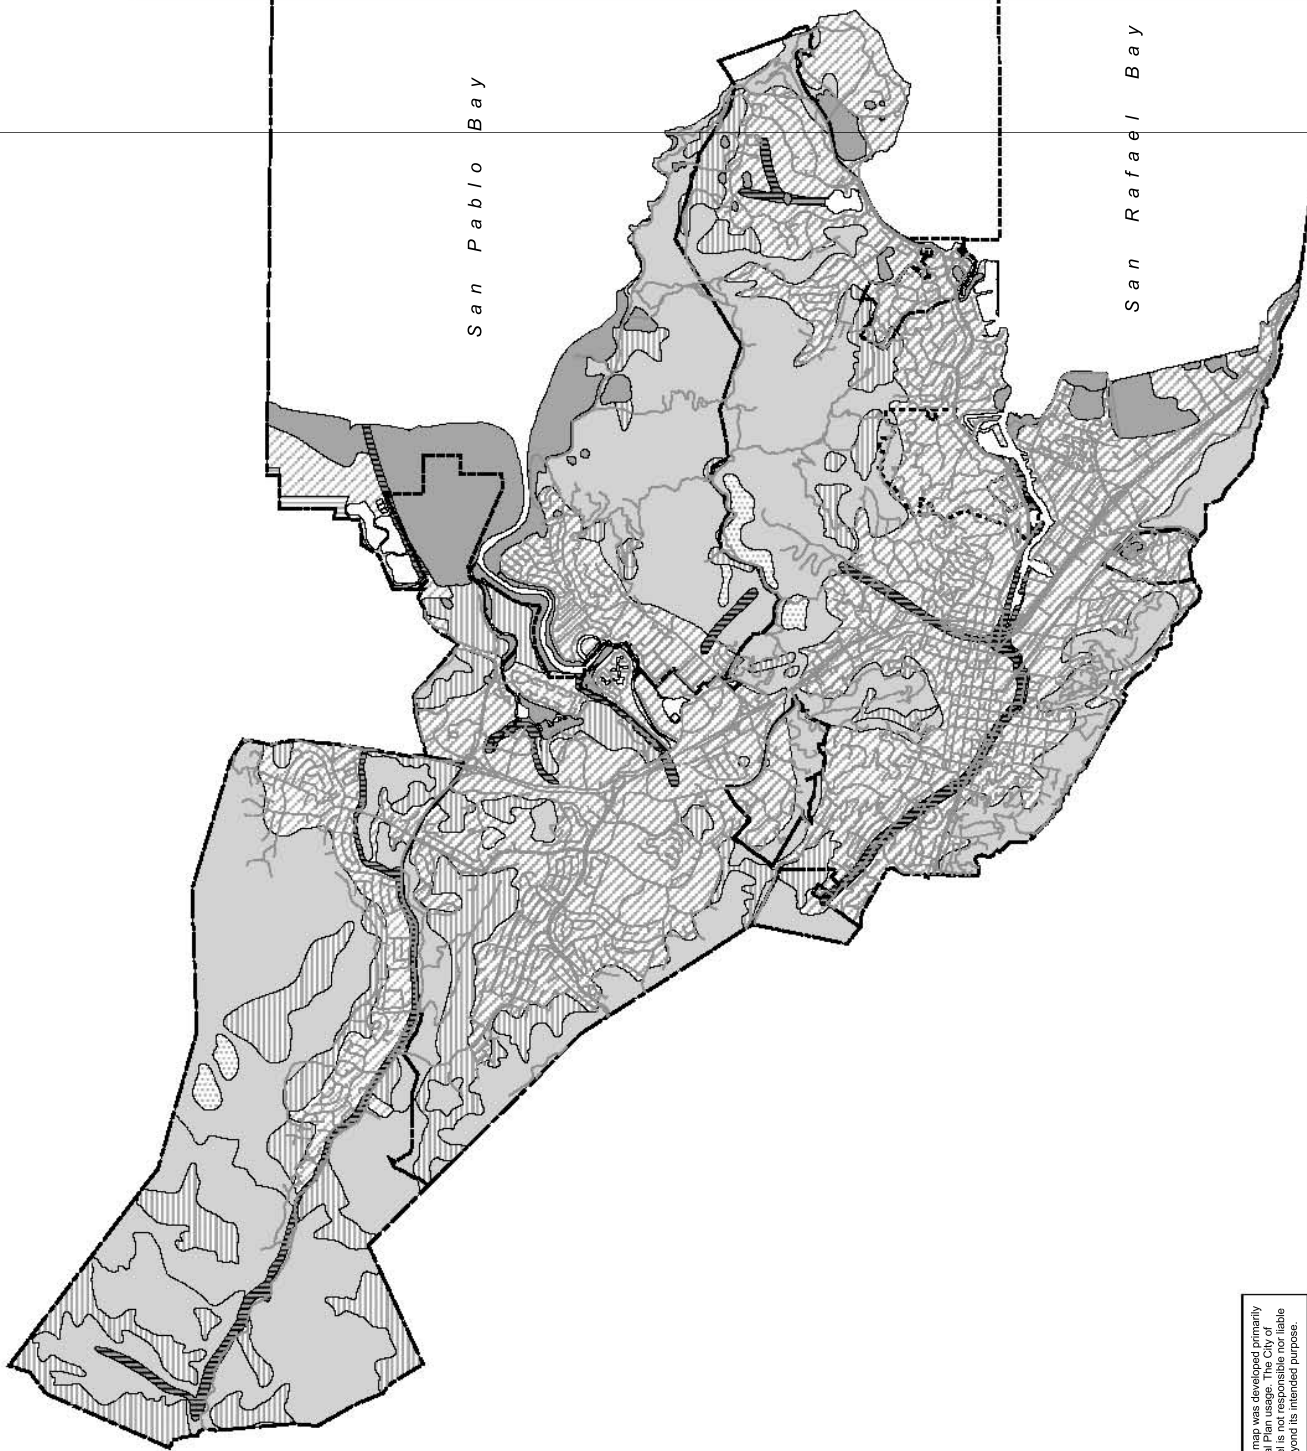 San Pablo Bay
San Rafael Bay
map was developed primarily
al Plan usage. The City of
el is not responsible nor liable
yond its intended purpose.